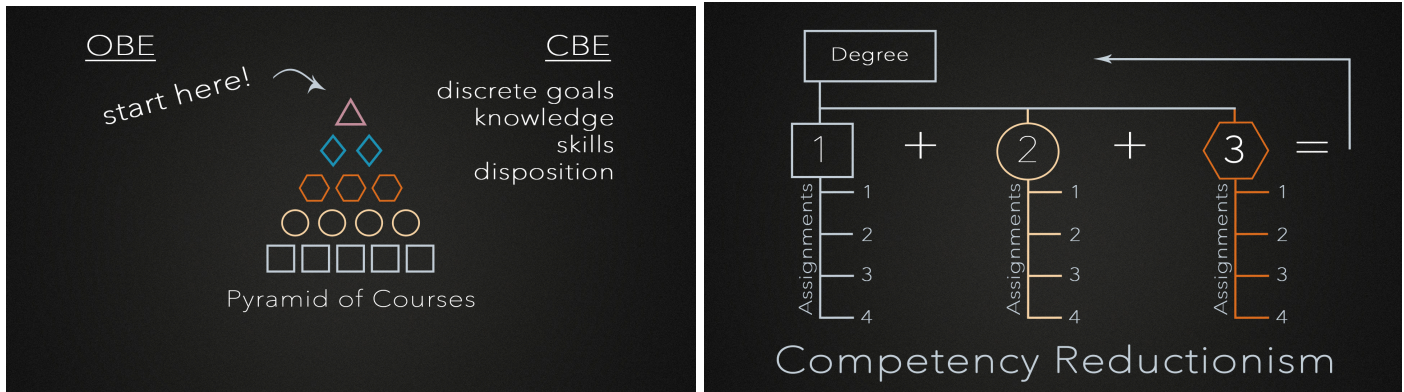 OBE
CBE
start here!
discrete goals
knowledge
skills
disposition
Pyramid of Courses
Degree
1 + 2 + 3 =
Assignments
1
2
3
4
Assignments
1
2
3
4
Assignments
1
2
3
4
Competency Reductionism